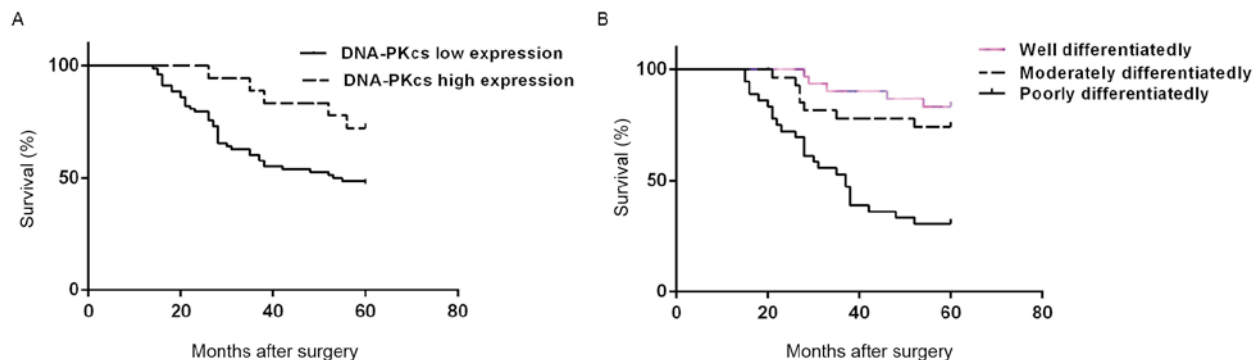 A
DNA-PKcs low expression
DNA-PKcs high expression
100
50
0
Survival (%)
0 20 40 60 80
Months after surgery
B
Well differentiatedly
Moderately differentiatedly
Poorly differentiatedly
100
50
0
Survival (%)
0 20 40 60 80
Months after surgery